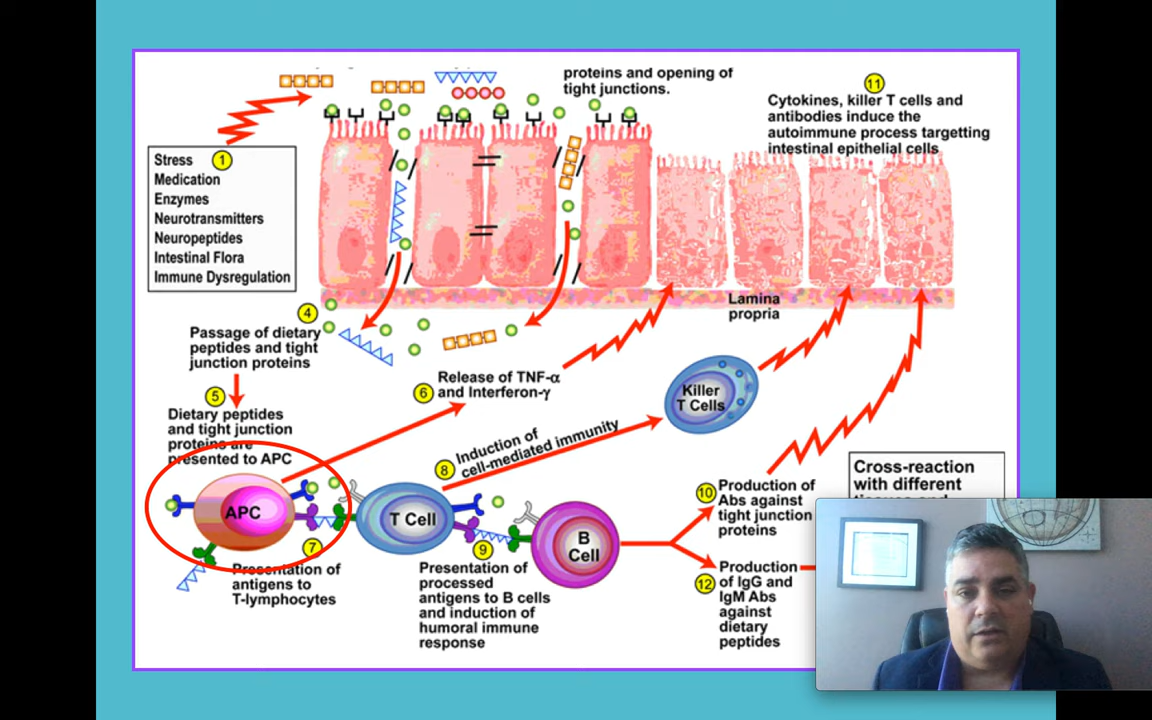 proteins and opening of
tight junctions.
11
Cytokines, killer T cells and
antibodies induce the
autoimmune process targetting
intestinal epithelial cells
Stress 1
Medication
Enzymes
Neurotransmitters
Neuropeptides
Intestinal Flora
Immune Dysregulation
Lamina
propria
4
Passage of dietary
peptides and tight
junction proteins
5
Dietary peptides
and tight junction
proteins are
presented to APC
6
Release of TNF-α
and Interferon-γ
Killer
T Cells
8
Induction of
cell-mediated immunity
APC
7
Presentation of
antigens to
T-lymphocytes
T Cell
9
Presentation of
processed
antigens to B cells
and induction of
humoral immune
response
B
Cell
10
Production of
Abs against
tight junction
proteins
12
Production
of IgG and
IgM Abs
against
dietary
peptides
Cross-reaction
with different